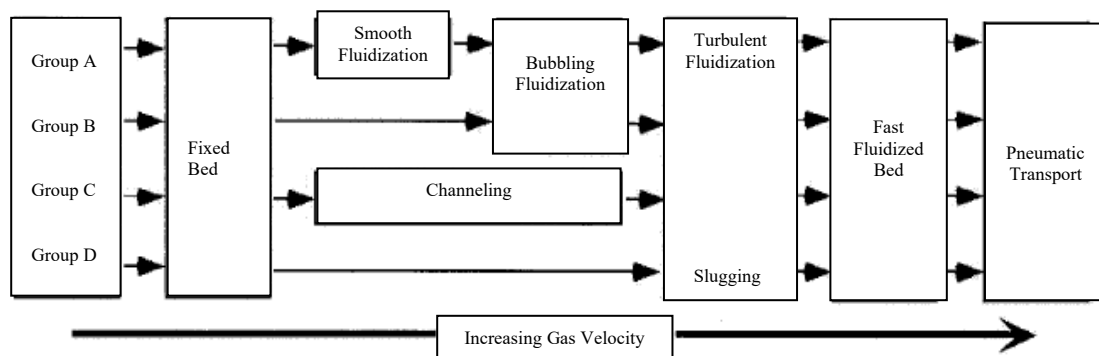 Group A
Group B
Group C
Group D
Fixed
Bed
Smooth
Fluidization
Bubbling
Fluidization
Channeling
Turbulent
Fluidization
Slugging
Fast
Fluidized
Bed
Pneumatic
Transport
Increasing Gas Velocity